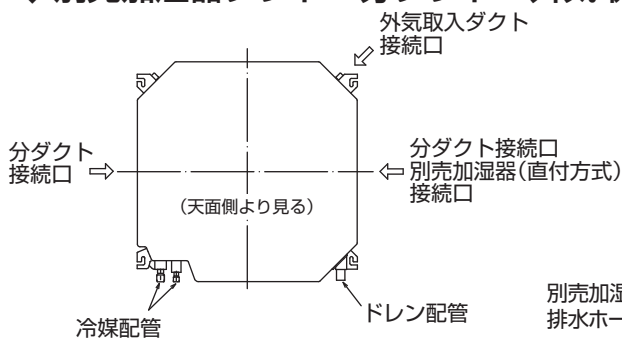 外気取入ダクト
接続口
分ダクト
接続口
分ダクト接続口
別売加湿器(直付方式)
接続口
(天面側より見る)
冷媒配管
ドレン配管
別売加湿
排水ホー